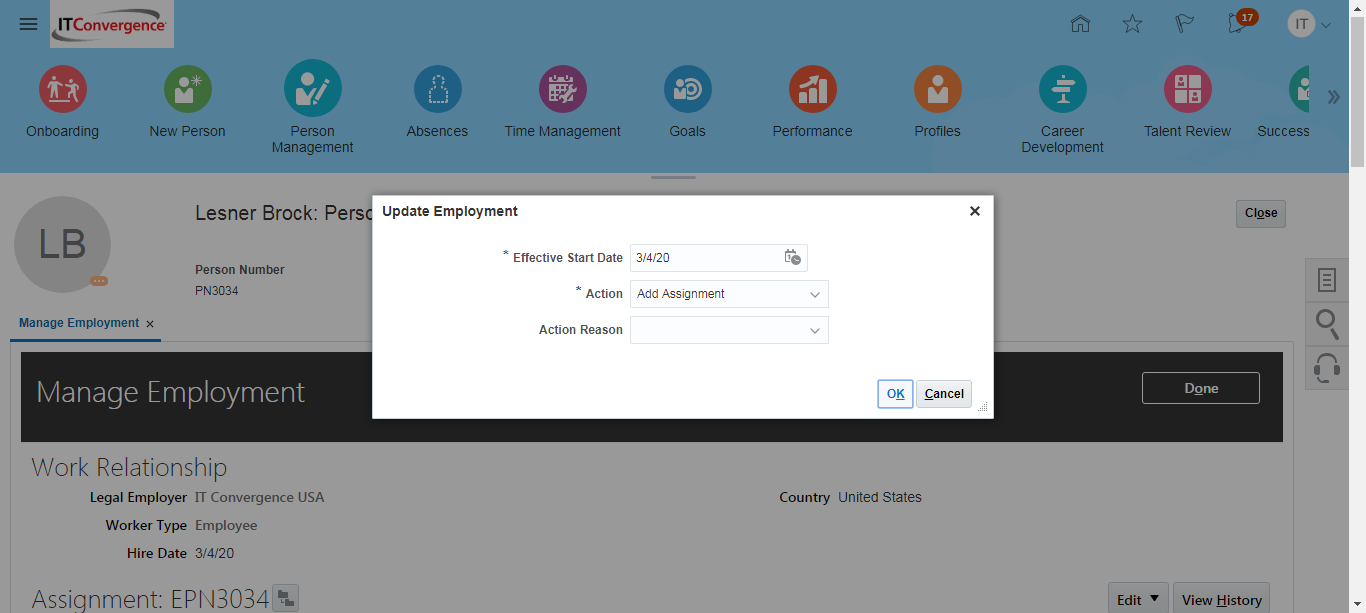 ITConvergence
17
IT
Onboarding
New Person
Person
Management
Absences
Time Management
Goals
Performance
Profiles
Career
Development
Talent Review
Success
LB
Lesner Brock: Perso
Close
Person Number
PN3034
Update Employment
* Effective Start Date 3/4/20
* Action Add Assignment
Action Reason
OK Cancel
Manage Employment
Manage Employment
Done
Work Relationship
Legal Employer IT Convergence USA
Country United States
Worker Type Employee
Hire Date 3/4/20
Assignment: EPN3034
Edit View History